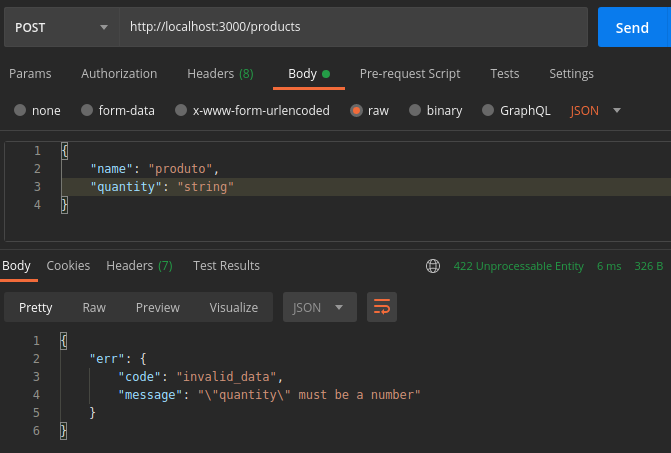 POST http://localhost:3000/products Send
Params Authorization Headers (8) Body Pre-request Script Tests Settings
none form-data x-www-form-urlencoded raw binary GraphQL JSON
1 {
2 "name": "produto",
3 "quantity": "string"
4 }
Body Cookies Headers (7) Test Results 422 Unprocessable Entity 6 ms 326 B
Pretty Raw Preview Visualize JSON
1 {
2 "err": {
3 "code": "invalid_data",
4 "message": "\"quantity\" must be a number"
5 }
6 }